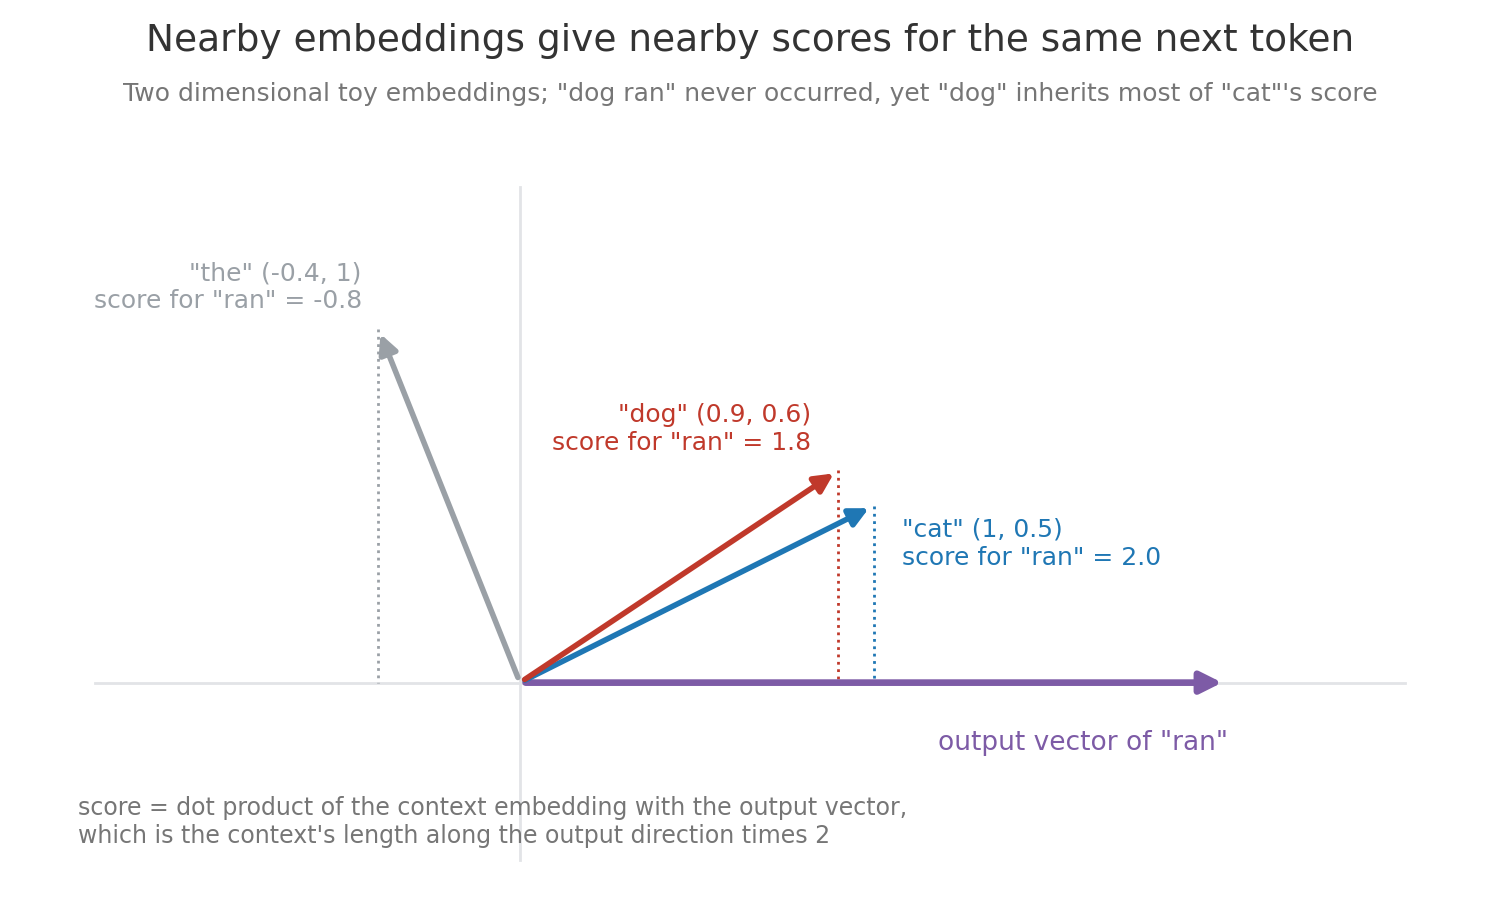 Nearby embeddings give nearby scores for the same next token
Two dimensional toy embeddings; "dog ran" never occurred, yet "dog" inherits most of "cat"'s score
"the" (-0.4, 1)
score for "ran" = -0.8
"dog" (0.9, 0.6)
score for "ran" = 1.8
"cat" (1, 0.5)
score for "ran" = 2.0
output vector of "ran"
score = dot product of the context embedding with the output vector,
which is the context's length along the output direction times 2